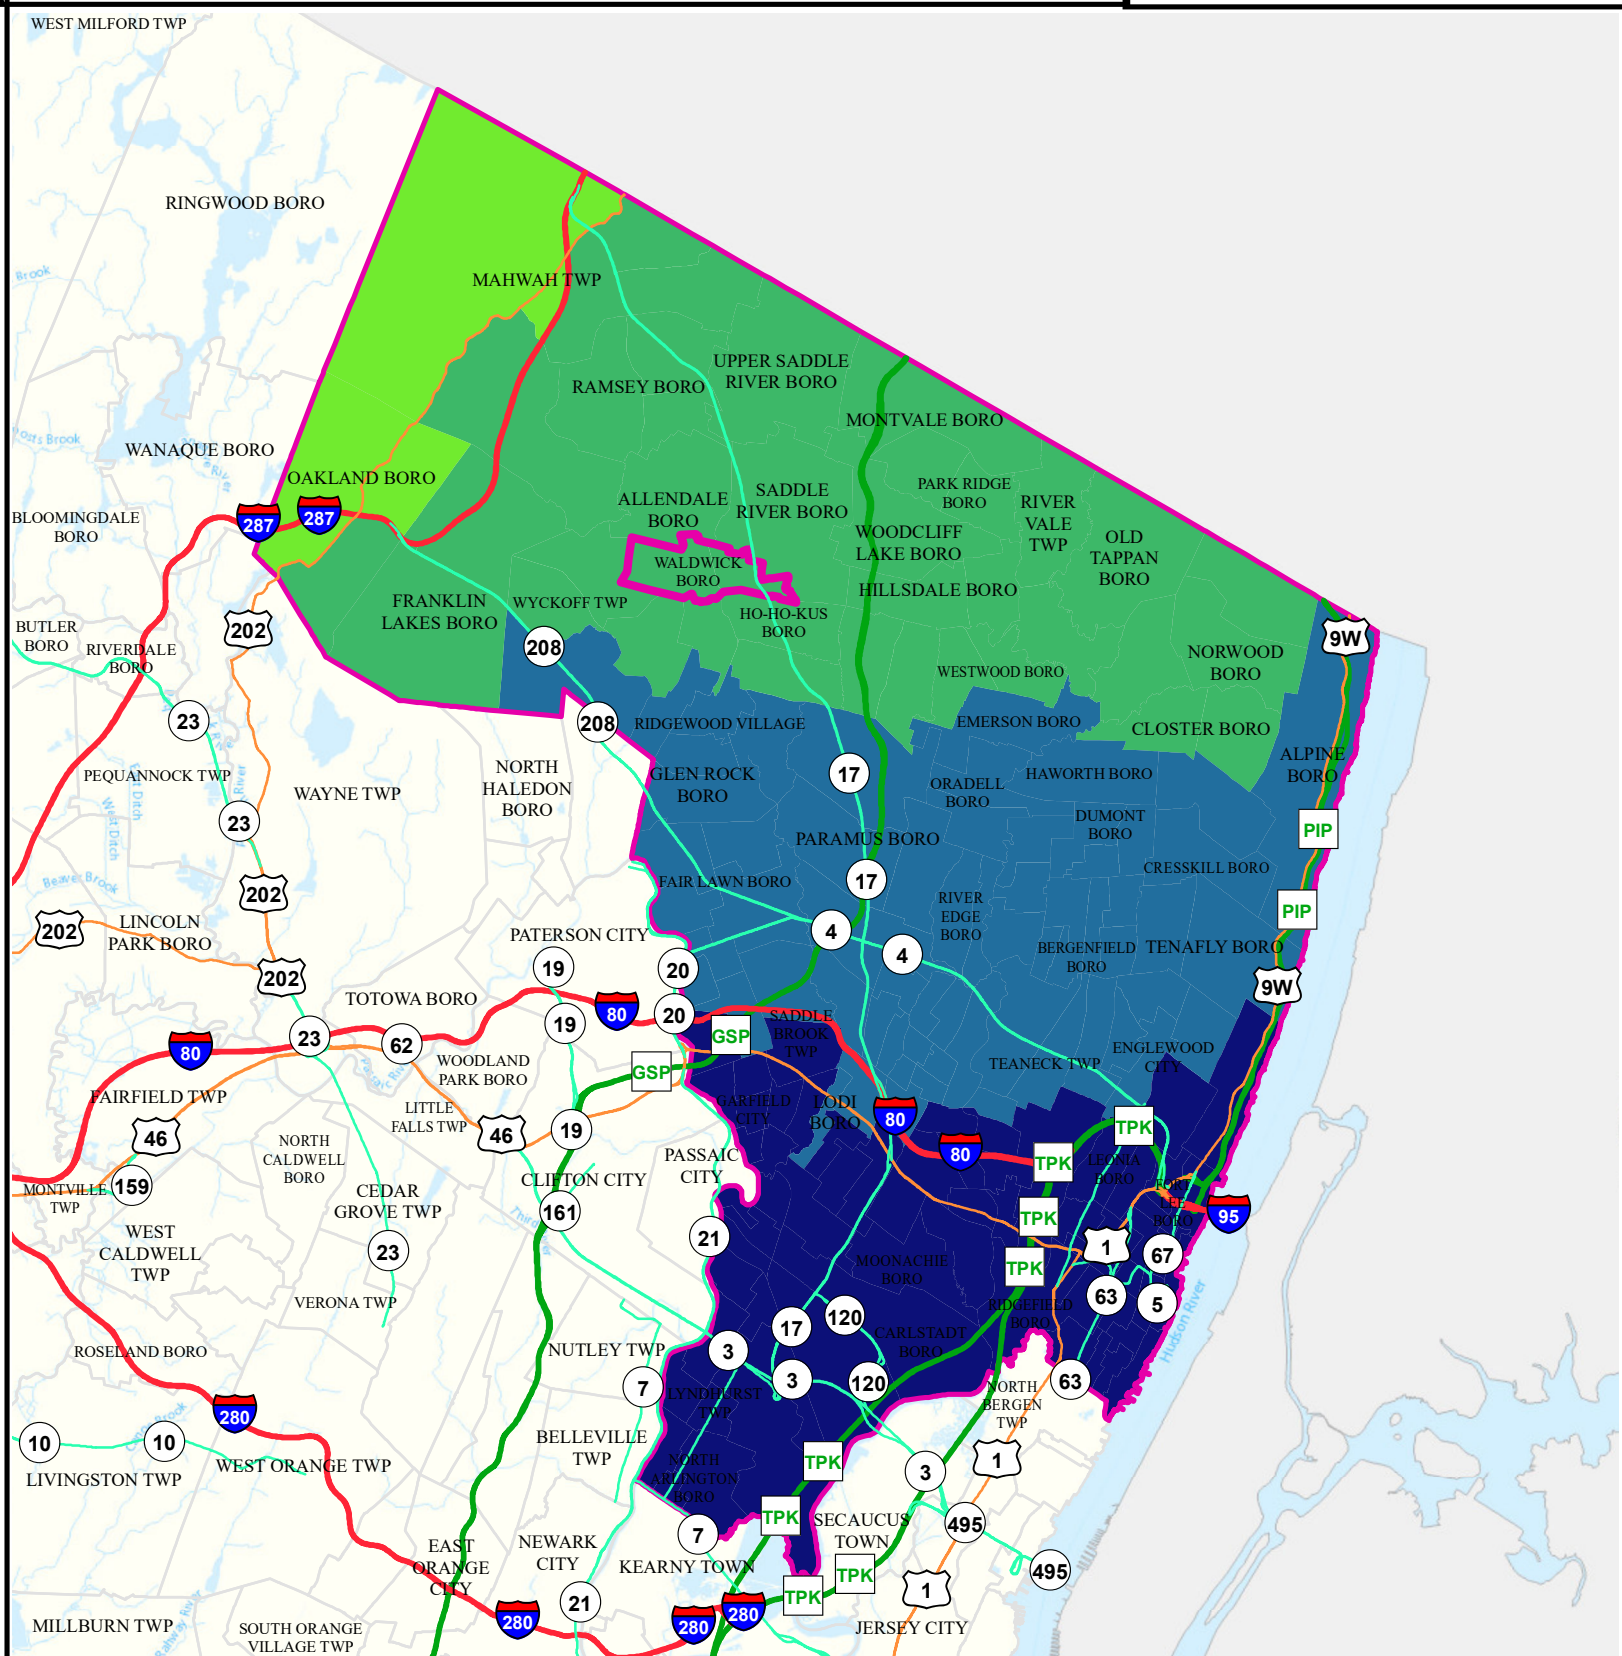 WEST MILFORD TWP
RINGWOOD BORO
MAHWAH TWP
UPPER SADDLE
RIVER BORO
RAMSEY BORO
MONTVALE BORO
WANAQUE BORO
OAKLAND BORO
Brook
BLOOMINGDALE
BORO
287
287
ALLENDALE
BORO
SADDLE
RIVER BORO
PARK RIDGE
BORO
RIVER
VALE
TWP
WOODCLIFF
LAKE BORO
OLD
TAPPAN
BORO
WALDWICK
BORO
HILLSDALE BORO
FRANKLIN
LAKES BORO
WYCKOFF TWP
HO-HO-KUS
BORO
BUTLER
BORO
RIVERDALE
BORO
202
208
9W
NORWOOD
BORO
WESTWOOD BORO
23
208
RIDGEWOOD VILLAGE
EMERSON BORO
CLOSTER BORO
ALPINE
BORO
PEQUANNOCK TWP
WAYNE TWP
NORTH
HALEDON
BORO
GLEN ROCK
BORO
17
ORADELL
BORO
HAWORTH BORO
East Ditch
West Ditch
River
23
DUMONT
BORO
PIP
PARAMUS BORO
Beaver Brook
202
FAIR LAWN BORO
17
CRESSKILL BORO
202
LINCOLN
PARK BORO
PATERSON CITY
4
4
RIVER
EDGE
BORO
BERGENFIELD
BORO
TENAFLY BORO
PIP
202
19
20
9W
TOTOWA BORO
80
19
20
GSP
SADDLE
BROOK
TWP
23
62
80
WOODLAND
PARK BORO
GSP
TEANECK TWP
ENGLEWOOD
CITY
FAIRFIELD TWP
LITTLE
FALLS TWP
GARFIELD
CITY
LODI
BORO
80
46
46
19
TPK
80
TPK
NORTH
CALDWELL
BORO
PASSAIC
CITY
LEONIA
BORO
MONTVILLE
TWP
159
CEDAR
GROVE TWP
CLIFTON CITY
161
FORT
LEE
BORO
95
TPK
WEST
CALDWELL
TWP
23
21
MOONACHIE
BORO
1
67
TPK
VERONA TWP
RIDGEFIELD
BORO
63
5
Hudson River
ROSELAND BORO
NUTLEY TWP
3
17
120
CARLSTADT
BORO
7
LYNDHURST
TWP
3
120
NORTH
BERGEN
TWP
63
280
10
10
LIVINGSTON TWP
WEST ORANGE TWP
BELLEVILLE
TWP
NORTH
ARLINGTON
BORO
TPK
3
1
TPK
7
SECAUCUS
TOWN
495
EAST
ORANGE
CITY
NEWARK
CITY
KEARNY TOWN
TPK
495
TPK
1
21
280
280
280
MILLBURN TWP
SOUTH ORANGE
VILLAGE TWP
JERSEY CITY